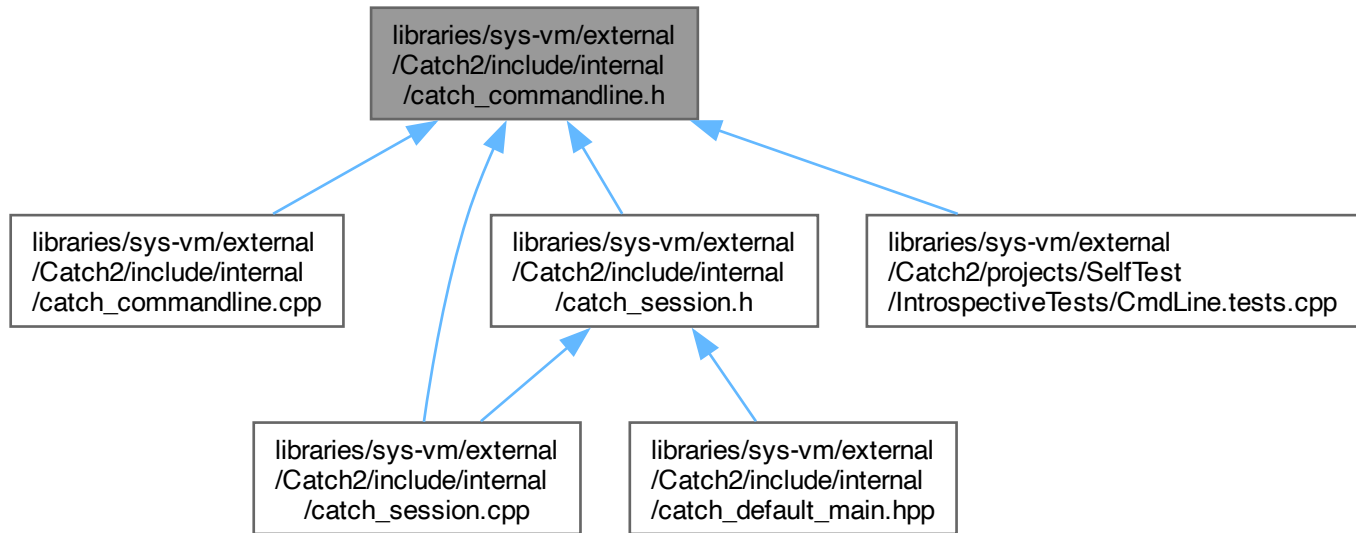 libraries/sys-vm/external
/Catch2/include/internal
/catch_commandline.h
libraries/sys-vm/external
/Catch2/include/internal
/catch_commandline.cpp
libraries/sys-vm/external
/Catch2/include/internal
/catch_session.h
libraries/sys-vm/external
/Catch2/projects/SelfTest
/IntrospectiveTests/CmdLine.tests.cpp
libraries/sys-vm/external
/Catch2/include/internal
/catch_session.cpp
libraries/sys-vm/external
/Catch2/include/internal
/catch_default_main.hpp